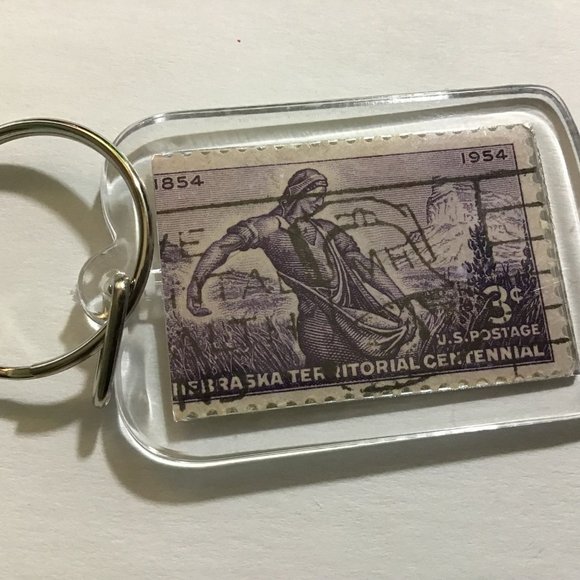 1854 1954
3¢
U.S. POSTAGE
NEBRASKA TERRITORIAL CENTENNIAL